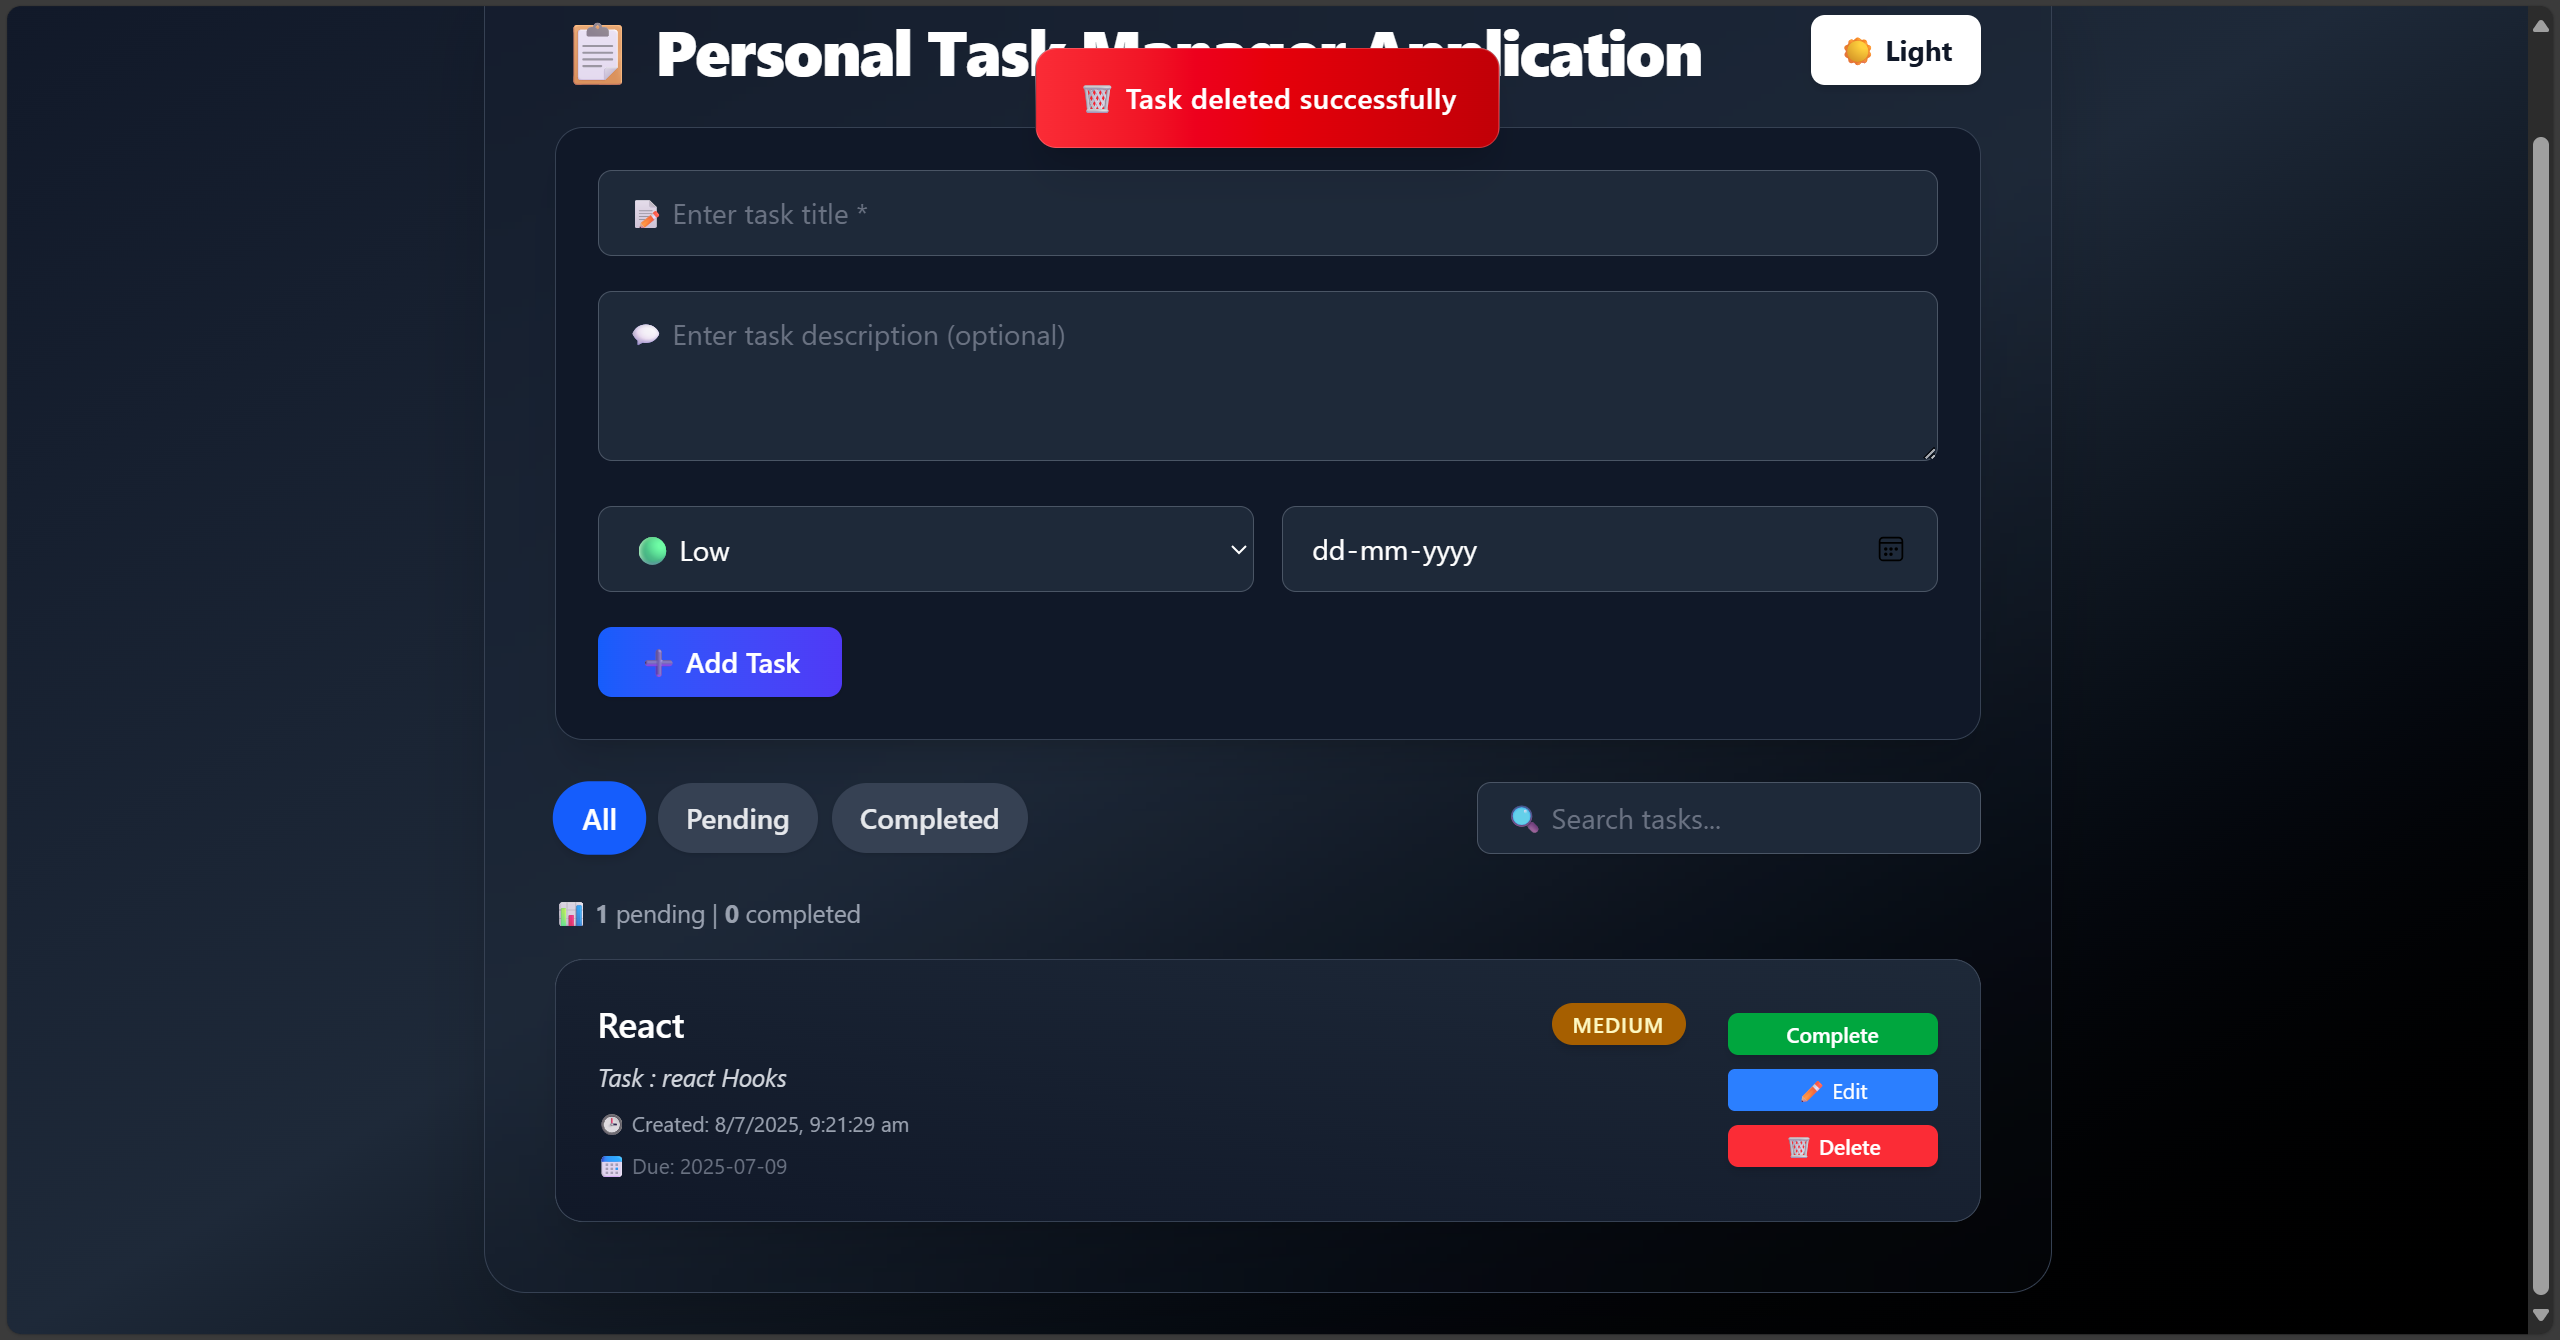 Personal Task Manager Application
Light
Task deleted successfully
Enter task title *
Enter task description (optional)
Low
dd-mm-yyyy
Add Task
All
Pending
Completed
Search tasks...
1 pending | 0 completed
React
MEDIUM
Complete
Task : react Hooks
Edit
Created: 8/7/2025, 9:21:29 am
Delete
Due: 2025-07-09